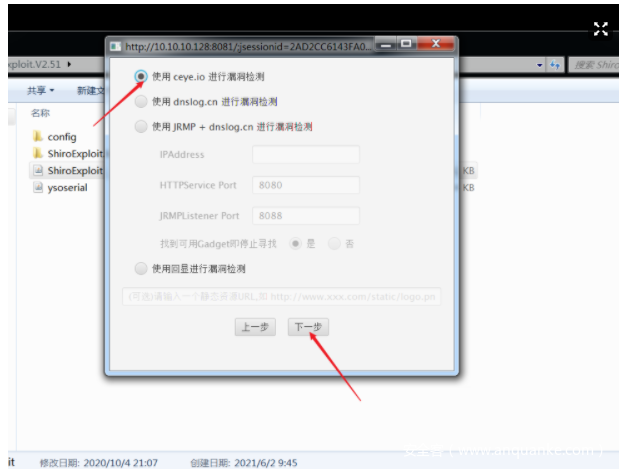 http://10.10.10.128:8081/;jsessionid=2AD2CC6143FA0...
xploit.V2.51
搜索 Shiro
共享
新建文
名称
config
ShiroExploit
ShiroExploit
KB
ysoserial
KB
使用 ceye.io 进行漏洞检测
使用 dnslog.cn 进行漏洞检测
使用 JRMP + dnslog.cn 进行漏洞检测
IPAddress
HTTPService Port 8080
JRMPListener Port 8088
找到可用Gadget即停止寻找 是 否
使用回显进行漏洞检测
(可选)请输入一个静态资源URL,如 http://www.xxx.com/static/logo.pn
上一步 下一步
it 修改日期: 2020/10/4 21:07 创建日期: 2021/6/2 9:45
安全客 ( www.anquanke.com )